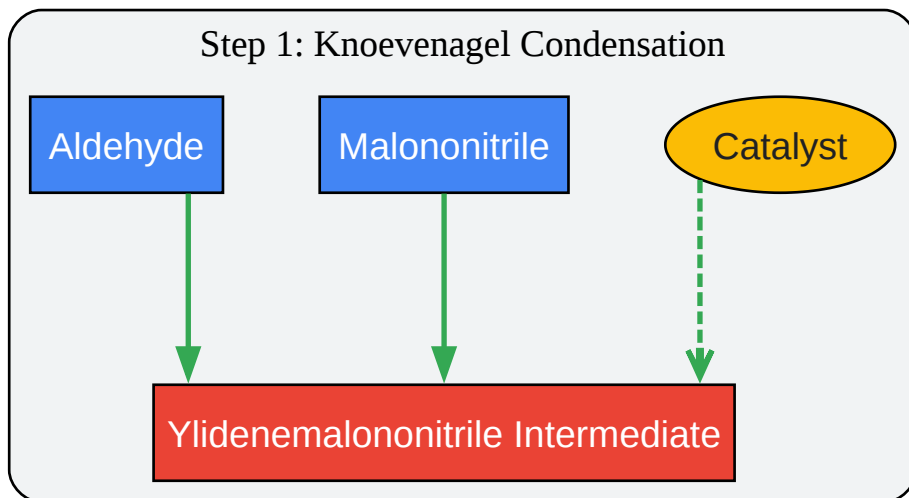 Step 1: Knoevenagel Condensation
Aldehyde
Malononitrile
Catalyst
Ylidenemalononitrile Intermediate